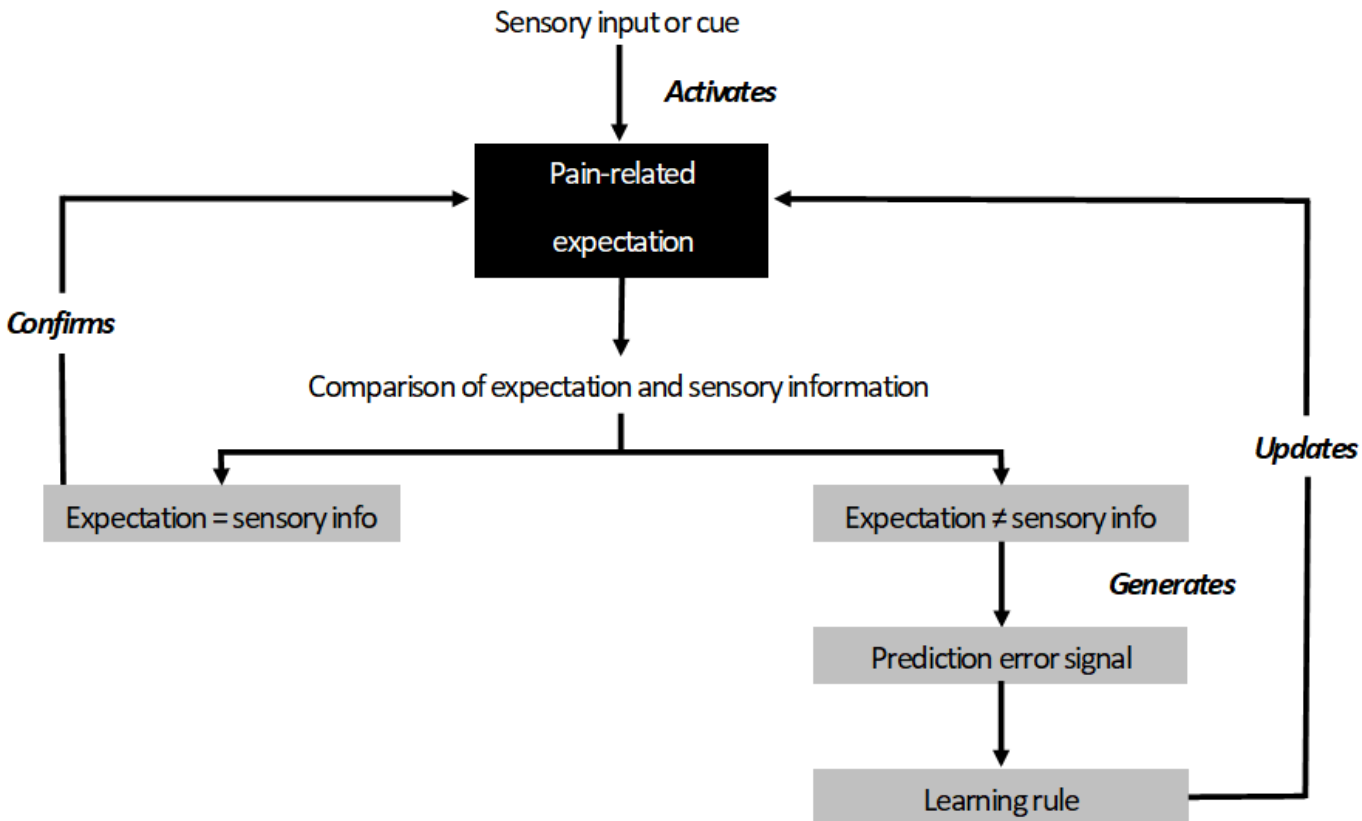 Sensory input or cue
Activates
Pain-related
expectation
Confirms
Comparison of expectation and sensory information
Updates
Expectation = sensory info
Expectation ≠ sensory info
Generates
Prediction error signal
Learning rule